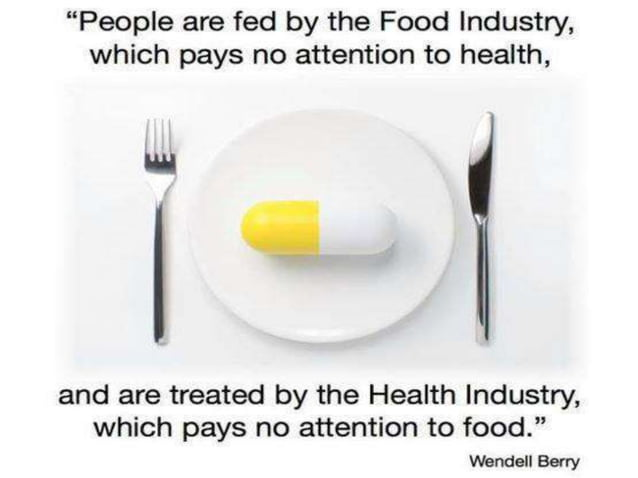 “People are fed by the Food Industry,
which pays no attention to health,
and are treated by the Health Industry,
which pays no attention to food.”
Wendell Berry